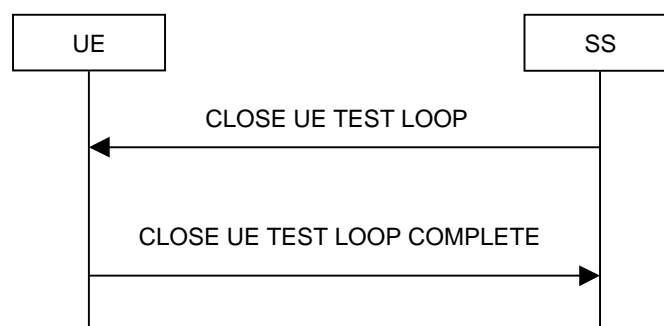 UE
SS
CLOSE UE TEST LOOP
CLOSE UE TEST LOOP COMPLETE